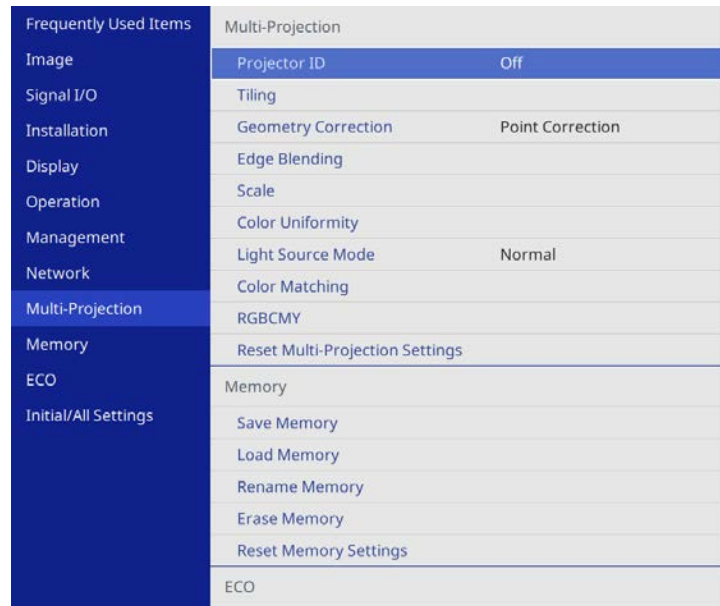 Frequently Used Items
Image
Signal I/O
Installation
Display
Operation
Management
Network
Multi-Projection
Memory
ECO
Initial/All Settings
Multi-Projection
Projector ID Off
Tiling
Geometry Correction Point Correction
Edge Blending
Scale
Color Uniformity
Light Source Mode Normal
Color Matching
RGBCMY
Reset Multi-Projection Settings
Memory
Save Memory
Load Memory
Rename Memory
Erase Memory
Reset Memory Settings
ECO